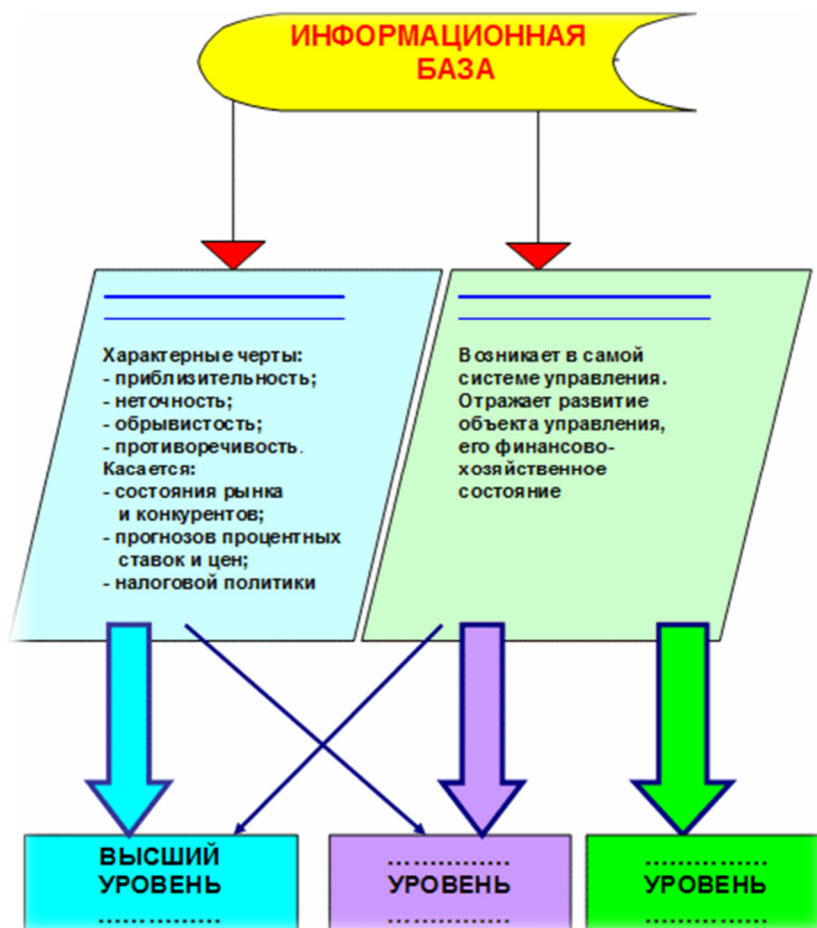 ИНФОРМАЦИОННАЯ
БАЗА
Характерные черты:
- приблизительность;
- неточность;
- обрывистость;
- противоречивость.
Касается:
- состояния рынка
и конкурентов;
- прогнозов процентных
ставок и цен;
- налоговой политики
Возникает в самой
системе управления.
Отражает развитие
объекта управления,
его финансово-
хозяйственное
состояние
ВЫСШИЙ
УРОВЕНЬ
...............
...............
УРОВЕНЬ
...............
...............
УРОВЕНЬ
...............